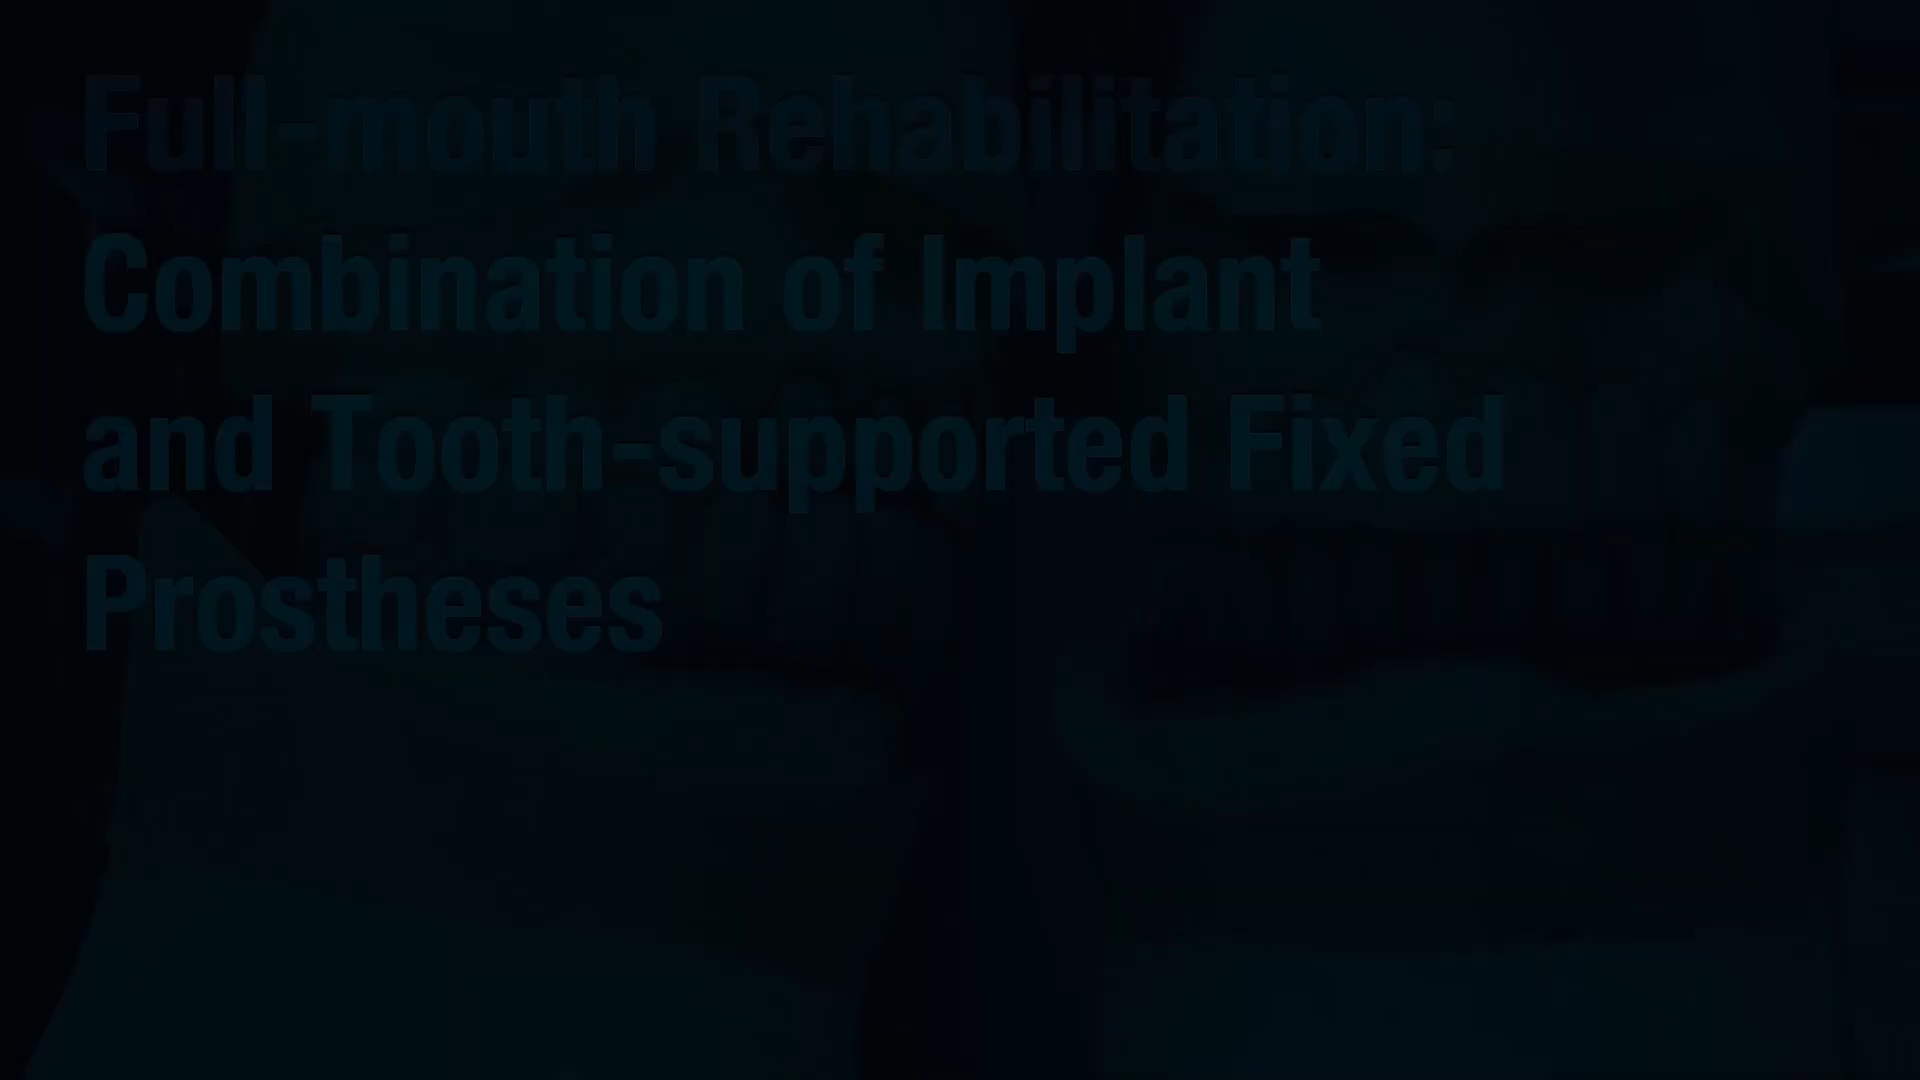 Full-mouth Rehabilitation:
Combination of Implant
and Tooth-supported Fixed
Prostheses